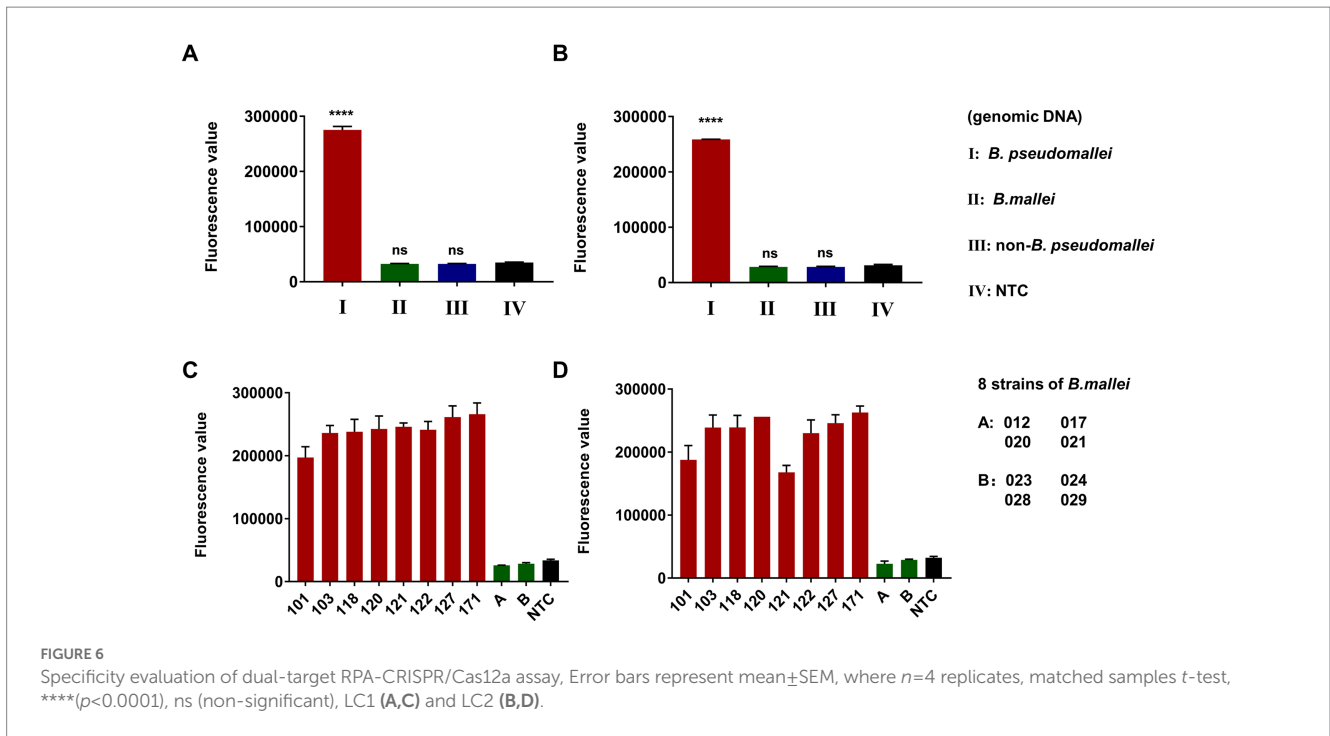 A
Fluorescence value
300000
200000
100000
0
****
ns
ns
I
II
III
IV
B
Fluorescence value
300000
200000
100000
0
****
ns
ns
I
II
III
IV
(genomic DNA)
I: B. pseudomallei
II: B.mallei
III: non-B. pseudomallei
IV: NTC
C
Fluorescence value
300000
200000
100000
0
101
103
118
120
121
122
127
171
A
B
NTC
D
Fluorescence value
300000
200000
100000
0
101
103
118
120
121
122
127
171
A
B
NTC
8 strains of B.mallei
A: 012 017
020 021
B: 023 024
028 029
FIGURE 6
Specificity evaluation of dual-target RPA-CRISPR/Cas12a assay, Error bars represent mean±SEM, where n=4 replicates, matched samples t-test,
****(p<0.0001), ns (non-significant), LC1 (A,C) and LC2 (B,D).